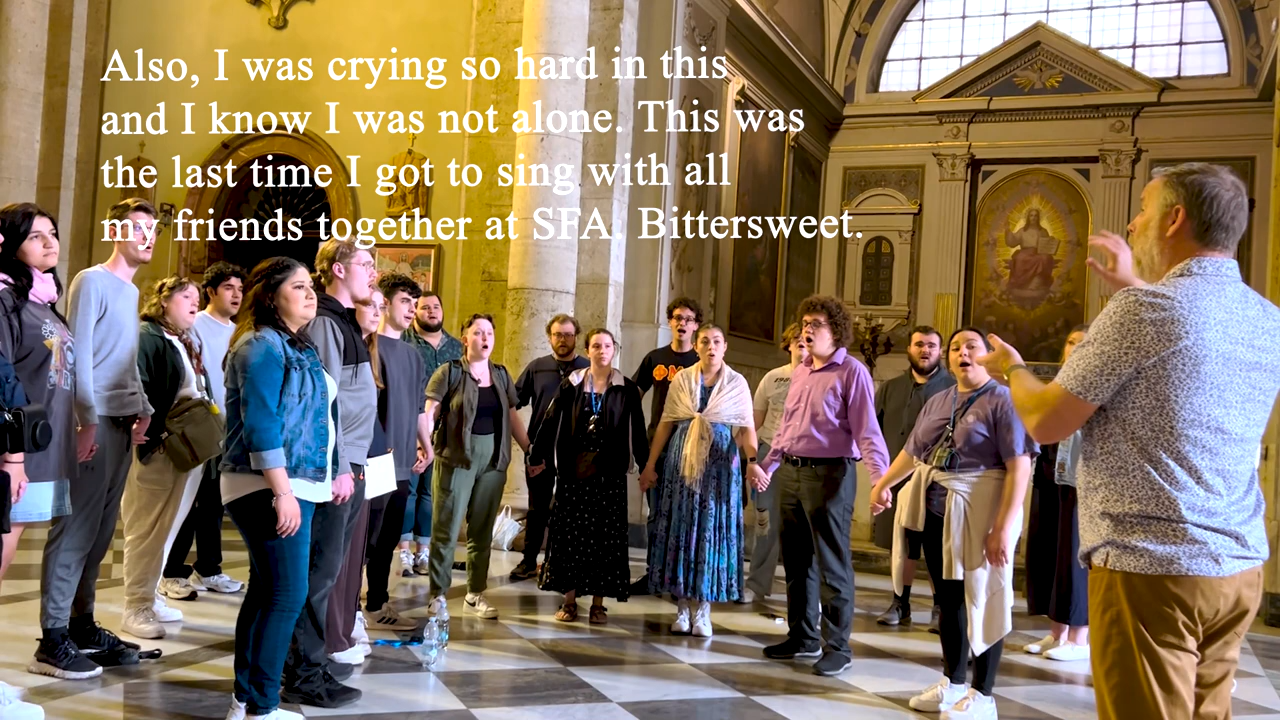 Also, I was crying so hard in this
and I know I was not alone. This was
the last time I got to sing with all
my friends together at SFA. Bittersweet.
ΦΜ